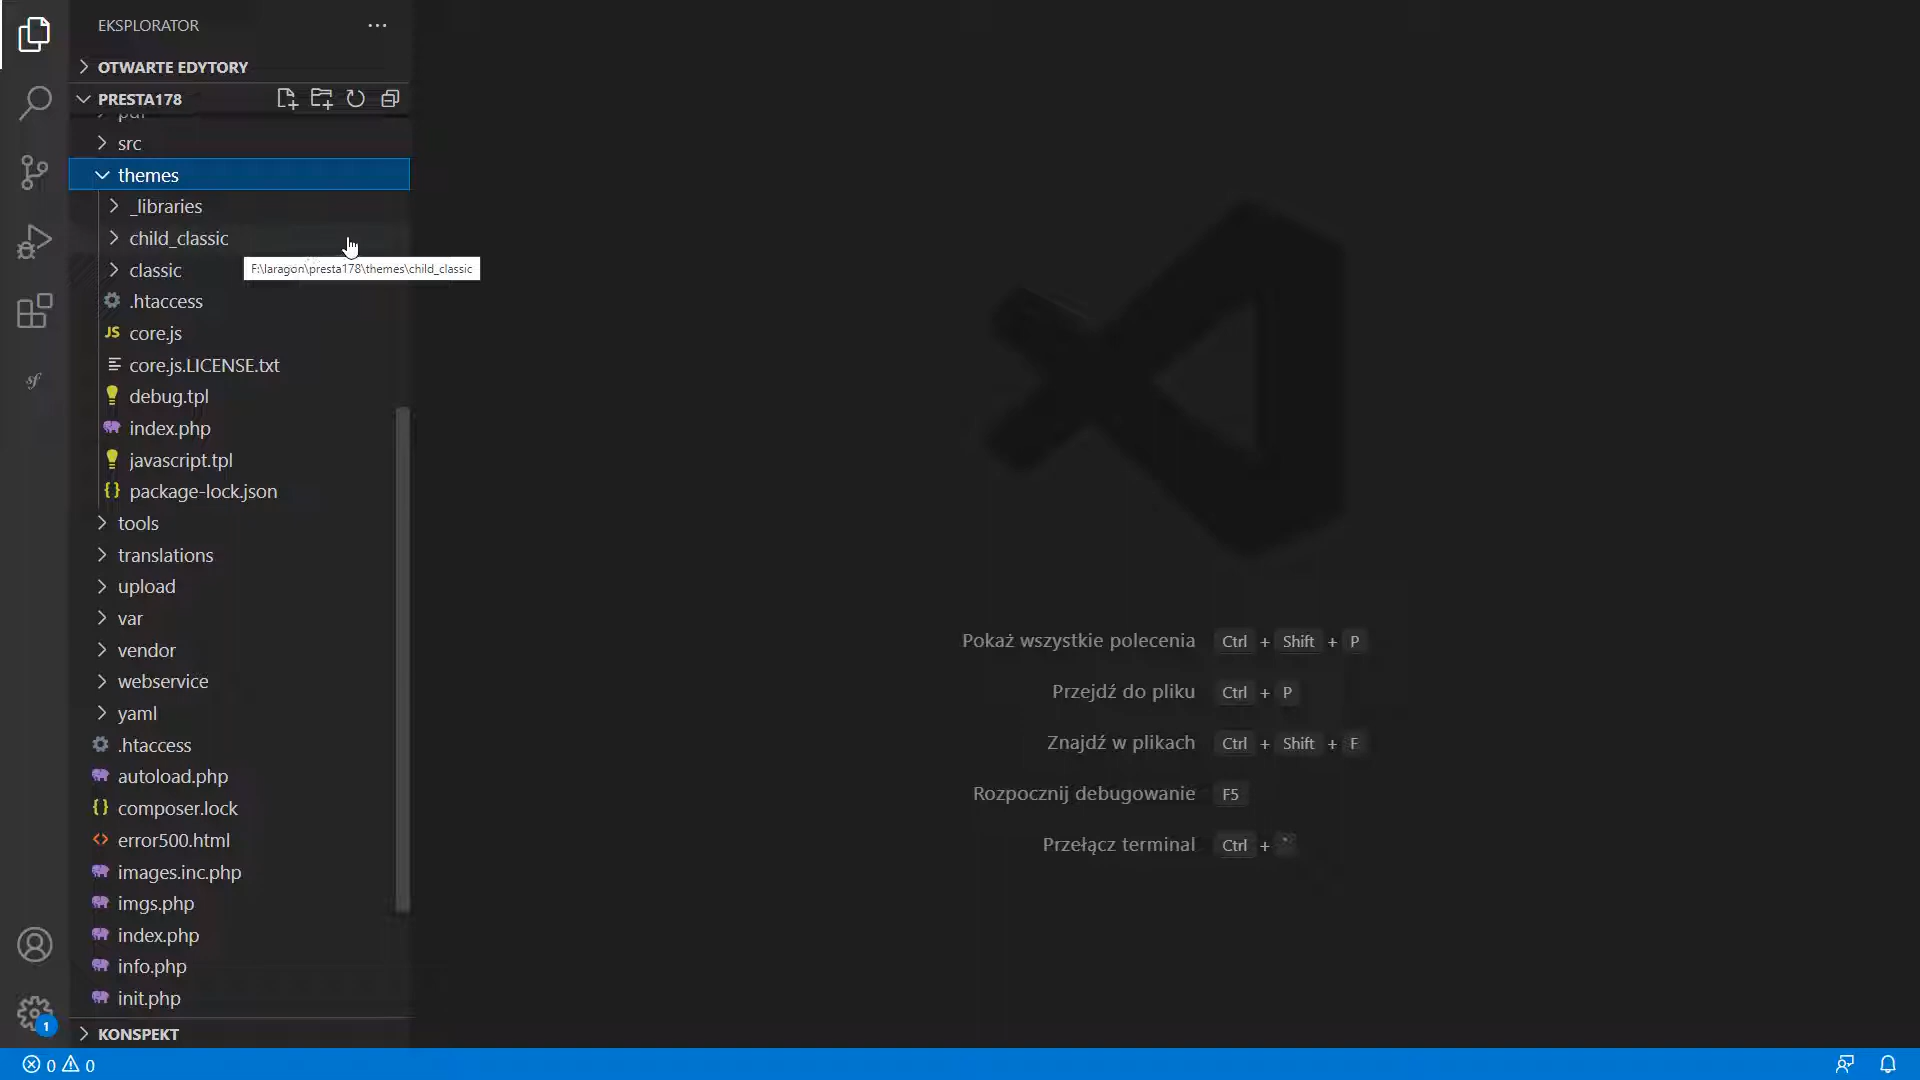 EKSPLORATOR
OTWARTE EDYTORY
PRESTA178
src
themes
_libraries
child_classic
F:\laragon\presta178\themes\child_classic
classic
.htaccess
JS core.js
core.js.LICENSE.txt
debug.tpl
index.php
javascript.tpl
{} package-lock.json
tools
translations
upload
var
vendor
webservice
yaml
.htaccess
autoload.php
{} composer.lock
<> error500.html
images.inc.php
imgs.php
index.php
info.php
init.php
KONSPEKT
sf
1
0 0
Pokaż wszystkie polecenia Ctrl + Shift + P
Przejdź do pliku Ctrl + P
Znajdź w plikach Ctrl + Shift + F
Rozpocznij debugowanie F5
Przełącz terminal Ctrl +